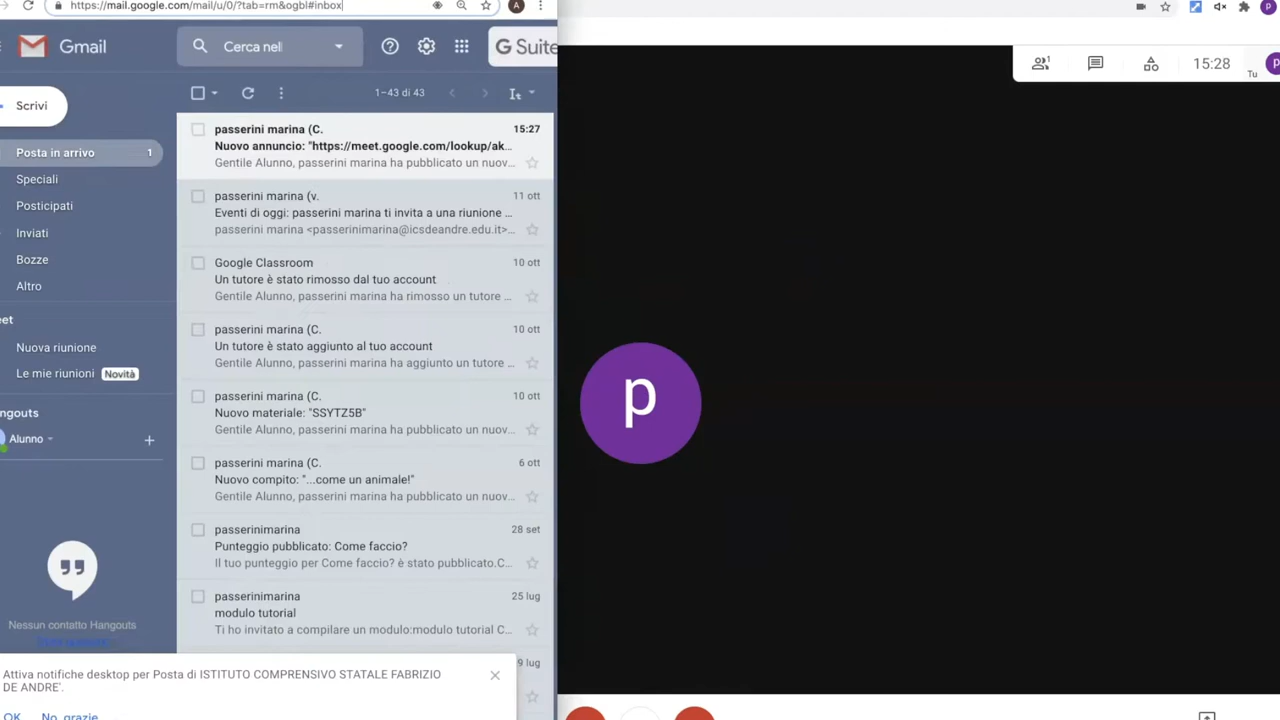 https://mail.google.com/mail/u/0/?tab=rm&ogbl#inbox
A
Gmail
Cerca nel
G Suite
Scrivi
1–43 di 43
Posta in arrivo 1
Speciali
Posticipati
Inviati
Bozze
Altro
eet
Nuova riunione
Le mie riunioni Novità
ngouts
Alunno
Nessun contatto Hangouts
passerini marina (C. 15:27
Nuovo annuncio: "https://meet.google.com/lookup/ak...
Gentile Alunno, passerini marina ha pubblicato un nuov...
passerini marina (v. 11 ott
Eventi di oggi: passerini marina ti invita a una riunione ...
passerini marina <passerinimarina@icsdeandre.edu.it>...
Google Classroom 10 ott
Un tutore è stato rimosso dal tuo account
Gentile Alunno, passerini marina ha rimosso un tutore ...
passerini marina (C. 10 ott
Un tutore è stato aggiunto al tuo account
Gentile Alunno, passerini marina ha aggiunto un tutore ...
passerini marina (C. 10 ott
Nuovo materiale: "SSYTZ5B"
Gentile Alunno, passerini marina ha pubblicato un nuov...
passerini marina (C. 6 ott
Nuovo compito: "...come un animale!"
Gentile Alunno, passerini marina ha pubblicato un nuov...
passerinimarina 28 set
Punteggio pubblicato: Come faccio?
Il tuo punteggio per Come faccio? è stato pubblicato.C...
passerinimarina 25 lug
modulo tutorial
Ti ho invitato a compilare un modulo:modulo tutorial C...
9 lug
Attiva notifiche desktop per Posta di ISTITUTO COMPRENSIVO STATALE FABRIZIO
DE ANDRE'.
OK No, grazie
p
1
15:28
Tu
p
p